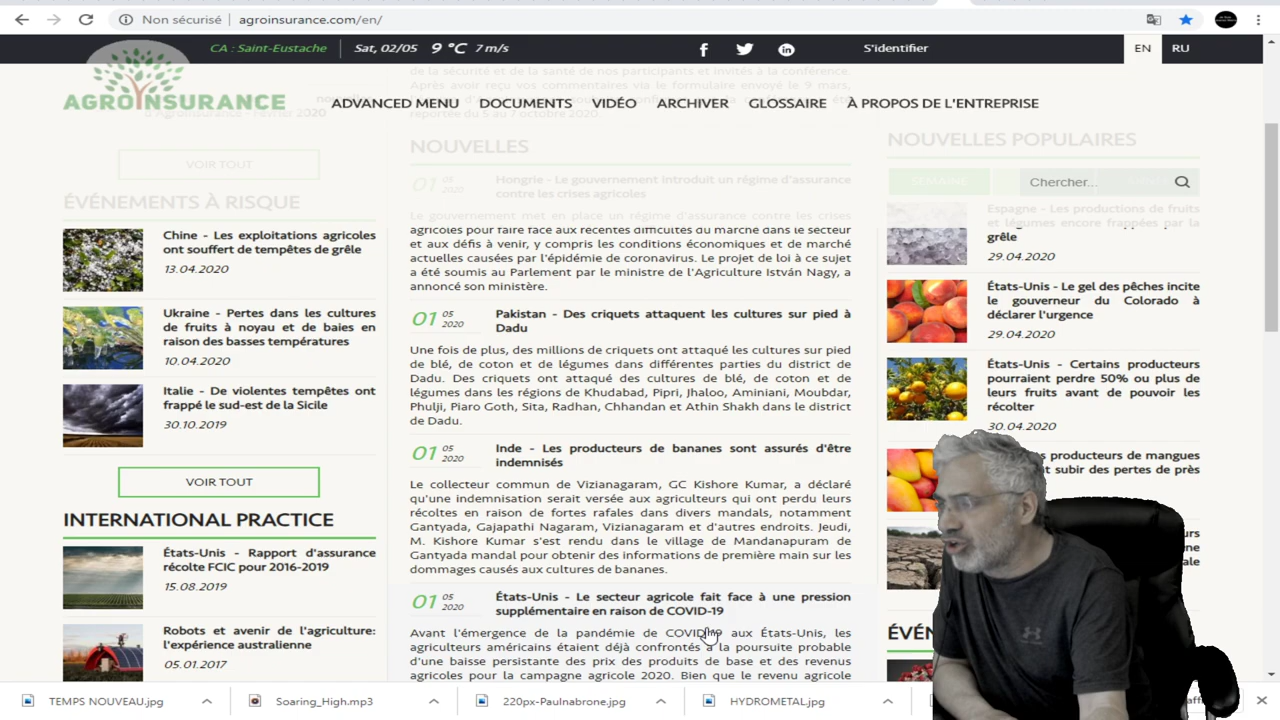 Non sécurisé agroinsurance.com/en/
CA : Saint-Eustache Sat, 02/05 9 °C 7 m/s S'identifier EN RU
AGROINSURANCE
ADVANCED MENU DOCUMENTS VIDÉO ARCHIVER GLOSSAIRE À PROPOS DE L'ENTREPRISE
Chercher...
VOIR TOUT
ÉVÉNEMENTS À RISQUE
Chine - Les exploitations agricoles
ont souffert de tempêtes de grêle
13.04.2020
Ukraine - Pertes dans les cultures
de fruits à noyau et de baies en
raison des basses températures
10.04.2020
Italie - De violentes tempêtes ont
frappé le sud-est de la Sicile
30.10.2019
VOIR TOUT
INTERNATIONAL PRACTICE
États-Unis - Rapport d'assurance
récolte FCIC pour 2016-2019
15.08.2019
Robots et avenir de l'agriculture:
l'expérience australienne
05.01.2017
de la sécurité et de la santé de nos participants et invités à la conférence.
Après avoir reçu vos commentaires via le formulaire envoyé le 9 mars,
reportée du 5 au 7 octobre 2020.
NOUVELLES
01 05 2020
Hongrie - Le gouvernement introduit un régime d'assurance
contre les crises agricoles
Le gouvernement met en place un régime d'assurance contre les crises
agricoles pour faire face aux récentes difficultés du marché dans le secteur
et aux défis à venir, y compris les conditions économiques et de marché
actuelles causées par l'épidémie de coronavirus. Le projet de loi à ce sujet
a été soumis au Parlement par le ministre de l'Agriculture István Nagy, a
annoncé son ministère.
01 05 2020
Pakistan - Des criquets attaquent les cultures sur pied à
Dadu
Une fois de plus, des millions de criquets ont attaqué les cultures sur pied
de blé, de coton et de légumes dans différentes parties du district de
Dadu. Des criquets ont attaqué des cultures de blé, de coton et de
légumes dans les régions de Khudabad, Pipri, Jhaloo, Aminiani, Moubdar,
Phulji, Piaro Goth, Sita, Radhan, Chhandan et Athin Shakh dans le district
de Dadu.
01 05 2020
Inde - Les producteurs de bananes sont assurés d'être
indemnisés
Le collecteur commun de Vizianagaram, GC Kishore Kumar, a déclaré
qu'une indemnisation serait versée aux agriculteurs qui ont perdu leurs
récoltes en raison de fortes rafales dans divers mandals, notamment
Gantyada, Gajapathi Nagaram, Vizianagaram et d'autres endroits. Jeudi,
M. Kishore Kumar s'est rendu dans le village de Mandanapuram de
Gantyada mandal pour obtenir des informations de première main sur les
dommages causés aux cultures de bananes.
01 05 2020
États-Unis - Le secteur agricole fait face à une pression
supplémentaire en raison de COVID-19
Avant l'émergence de la pandémie de COVID-19 aux États-Unis, les
agriculteurs américains étaient déjà confrontés à la poursuite probable
d'une baisse persistante des prix des produits de base et des revenus
agricoles pour la campagne agricole 2020. Bien que le revenu agricole
NOUVELLES POPULAIRES
SEMAINE
Espagne - Les productions de fruits
et légumes encore frappées par la
grêle
29.04.2020
États-Unis - Le gel des pêches incite
le gouverneur du Colorado à
déclarer l'urgence
29.04.2020
États-Unis - Certains producteurs
pourraient perdre 50% ou plus de
leurs fruits avant de pouvoir les
récolter
30.04.2020
producteurs de mangues
subir des pertes de près
TEMPS NOUVEAU.jpg Soaring_High.mp3 220px-Paulnabrone.jpg HYDROMETAL.jpg